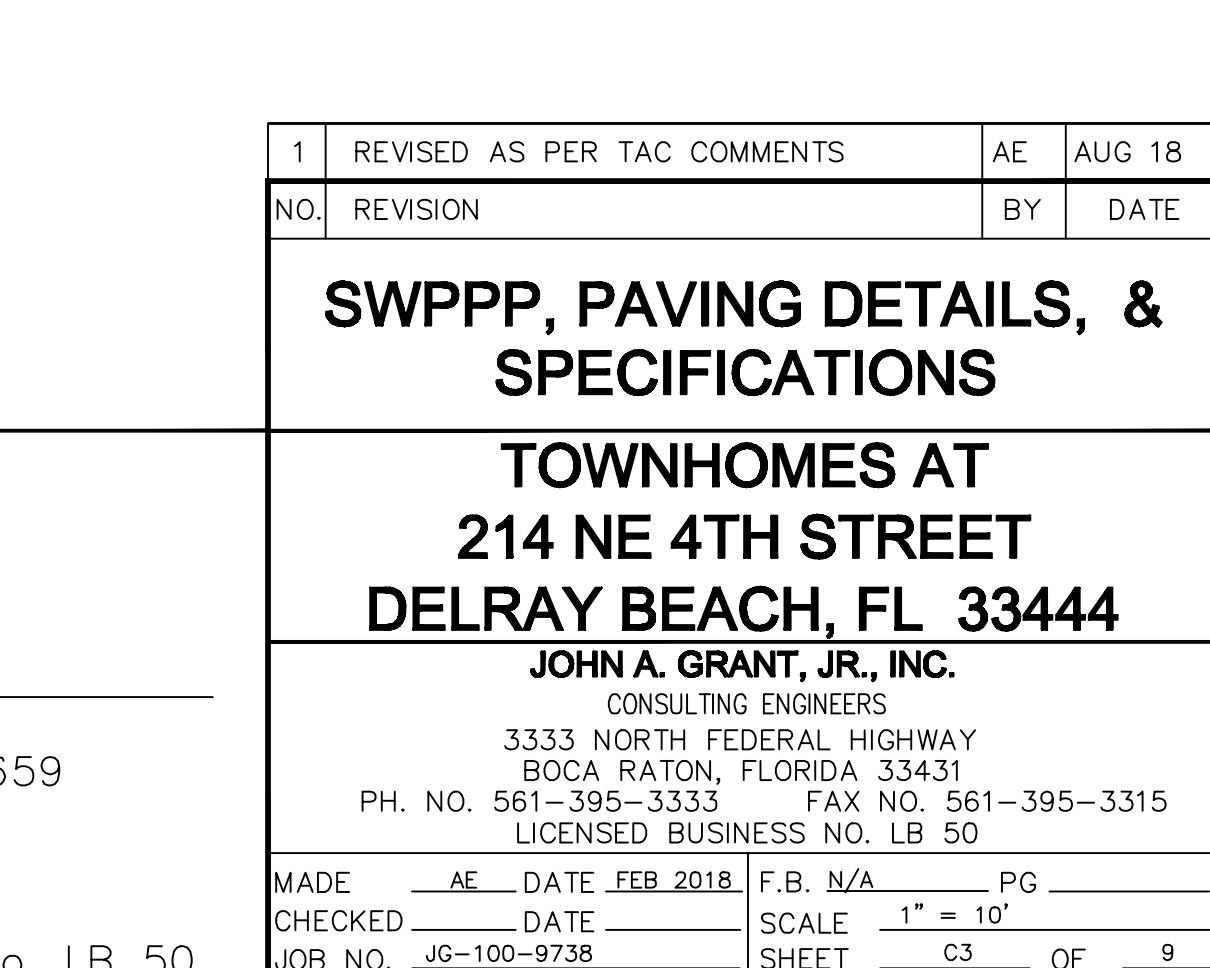 1 REVISED AS PER TAC COMMENTS AE AUG 18
NO. REVISION BY DATE
SWPPP, PAVING DETAILS, &
SPECIFICATIONS
TOWNHOMES AT
214 NE 4TH STREET
DELRAY BEACH, FL 33444
JOHN A. GRANT, JR., INC.
CONSULTING ENGINEERS
3333 NORTH FEDERAL HIGHWAY
659
BOCA RATON, FLORIDA 33431
PH. NO. 561-395-3333 FAX NO. 561-395-3315
LICENSED BUSINESS NO. LB 50
MADE AE DATE FEB 2018 F.B. N/A PG
CHECKED DATE SCALE 1" = 10'
JOB NO. JG-100-9738 SHEET C3 OF 9
LB 50